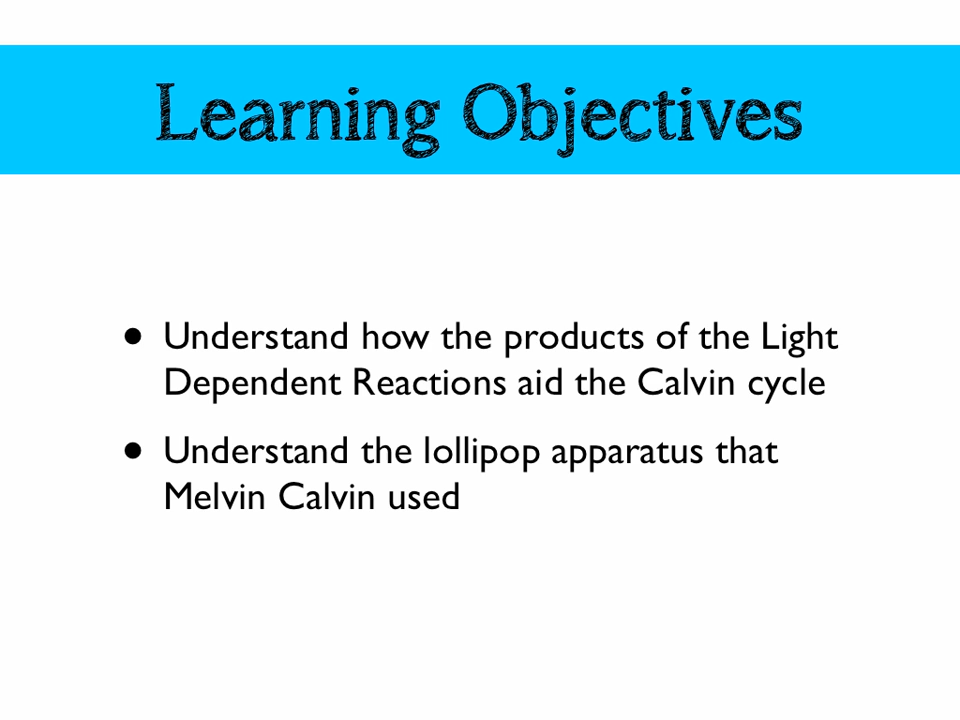 Learning Objectives
• Understand how the products of the Light
Dependent Reactions aid the Calvin cycle
• Understand the lollipop apparatus that
Melvin Calvin used